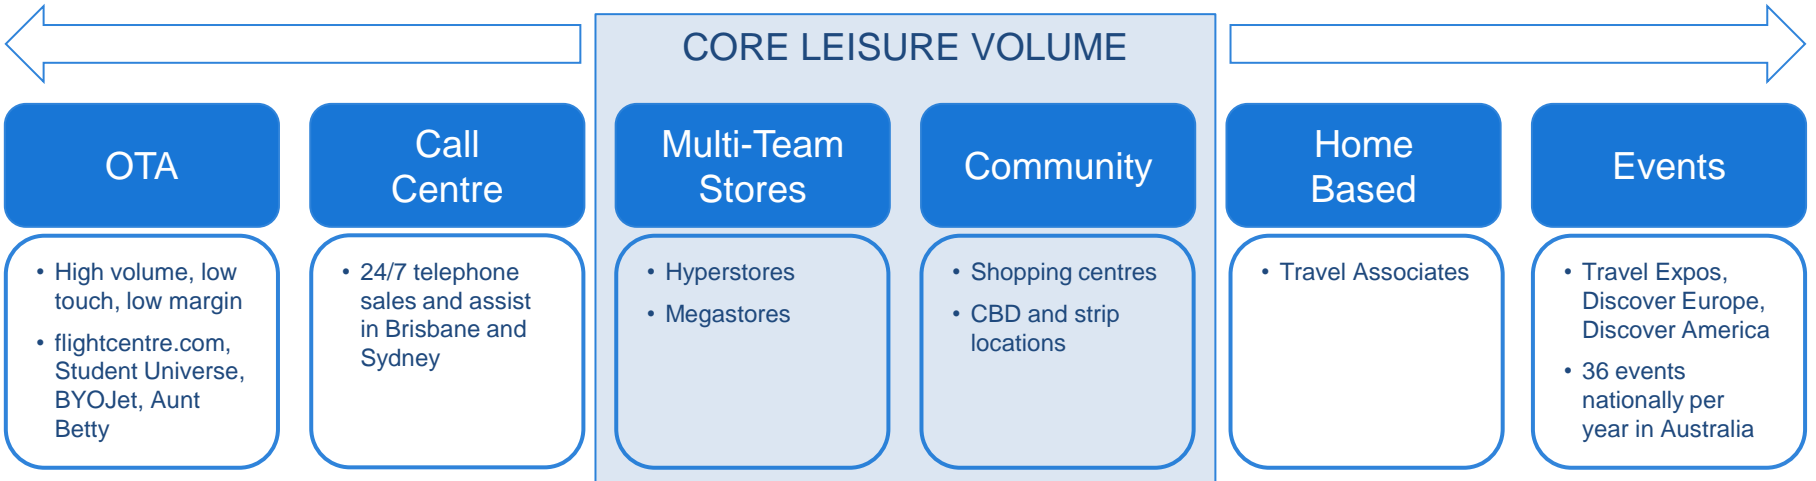 CORE LEISURE VOLUME
OTA
Call
Centre
Multi-Team
Stores
Community
Home
Based
Events
• High volume, low
touch, low margin
• flightcentre.com,
Student Universe,
BYOJet, Aunt
Betty
• 24/7 telephone
sales and assist
in Brisbane and
Sydney
• Hyperstores
• Megastores
• Shopping centres
• CBD and strip
locations
• Travel Associates
• Travel Expos,
Discover Europe,
Discover America
• 36 events
nationally per
year in Australia